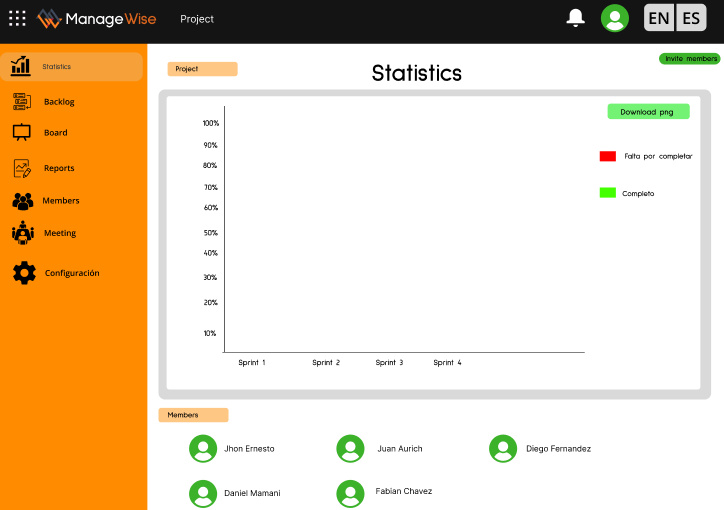 ManageWise
Project
EN ES
Statistics
Backlog
Board
Reports
Members
Meeting
Configuración
Project
Statistics
Invite members
Download png
100%
90%
80%
70%
60%
50%
40%
30%
20%
10%
Falta por completar
Completo
Sprint 1 Sprint 2 Sprint 3 Sprint 4
Members
Jhon Ernesto
Juan Aurich
Diego Fernandez
Daniel Mamani
Fabian Chavez